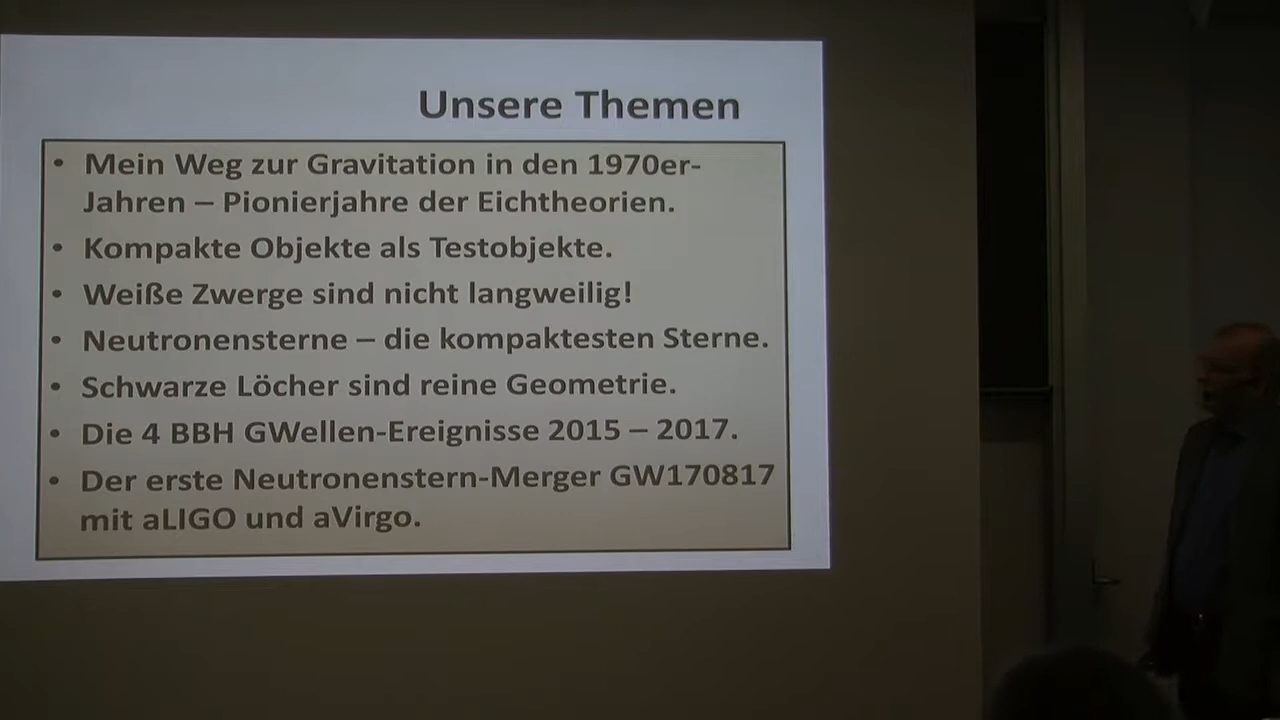 Unsere Themen
• Mein Weg zur Gravitation in den 1970er-
Jahren – Pionierjahre der Eichtheorien.
• Kompakte Objekte als Testobjekte.
• Weiße Zwerge sind nicht langweilig!
• Neutronensterne – die kompaktesten Sterne.
• Schwarze Löcher sind reine Geometrie.
• Die 4 BBH GWellen-Ereignisse 2015 – 2017.
• Der erste Neutronenstern-Merger GW170817
mit aLIGO und aVirgo.